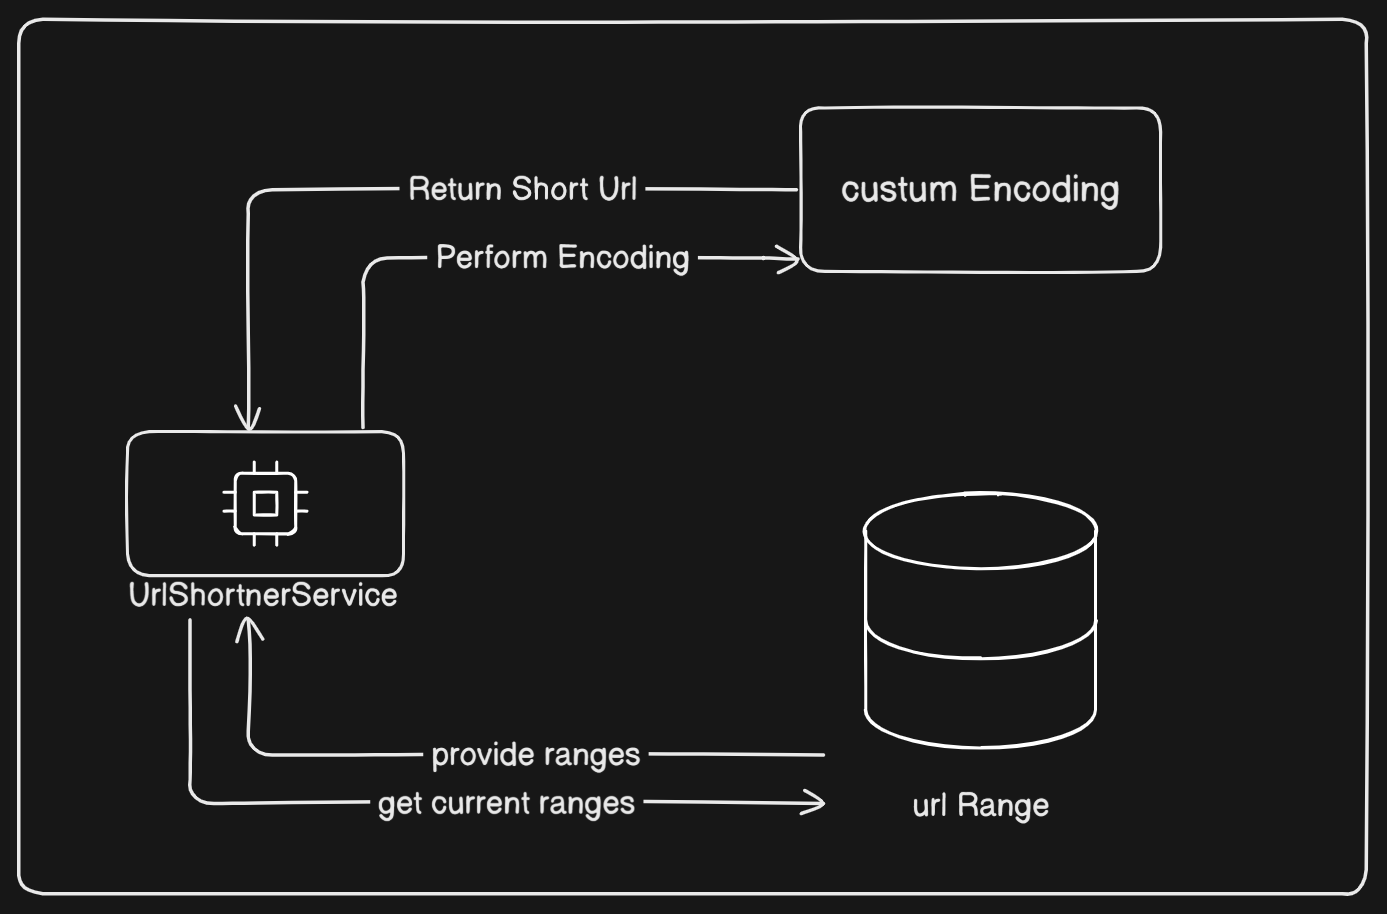 Return Short Url
custum Encoding
Perform Encoding
UrlShortnerService
provide ranges
get current ranges
url Range